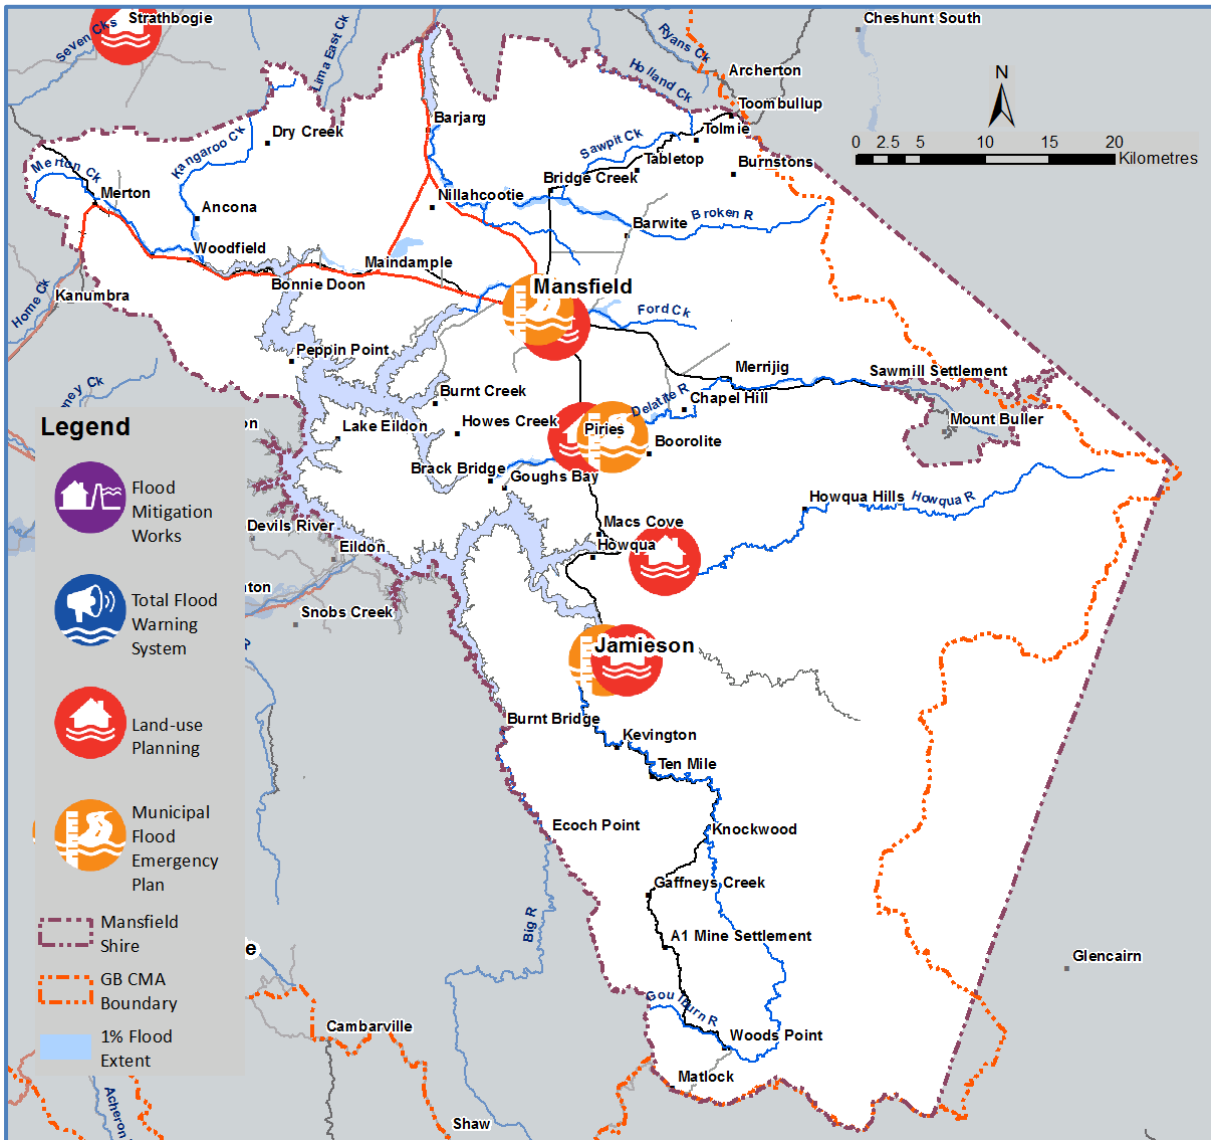 Strathbogie
Cheshunt South
Seven Cks
Lima East Ck
Ryans Ck
Archerton
Holland Ck
Toombullup
N
Barjarg
Tolmie
Dry Creek
Kangaroo Ck
Sawpit Ck
0 2.5 5 10 15 20
Kilometres
Tabletop
Burnstons
Merton Ck
Bridge Creek
Merton
Nillahcootie
Ancona
Barwite
Broken R
Woodfield
Maindample
Bonnie Doon
Mansfield
Home Ck
Kanumbra
Ford Ck
Peppin Point
Merrijig
Sawmill Settlement
Burnt Creek
Delatite R
Chapel Hill
Mount Buller
Howes Creek
Lake Eildon
Piries
Boorolite
Brack Bridge
Goughs Bay
Howqua Hills
Howqua R
Macs Cove
Devils River
Howqua
Eildon
Snobs Creek
Jamieson
Burnt Bridge
Kevington
Ten Mile
Ecoch Point
Knockwood
Gaffneys Creek
Big R
A1 Mine Settlement
Glencairn
Goulburn R
Cambarville
Woods Point
Matlock
Acheron
Shaw
ney Ck
on
nton
e
Legend
Flood
Mitigation
Works
Total Flood
Warning
System
Land-use
Planning
Municipal
Flood
Emergency
Plan
Mansfield
Shire
GB CMA
Boundary
1% Flood
Extent